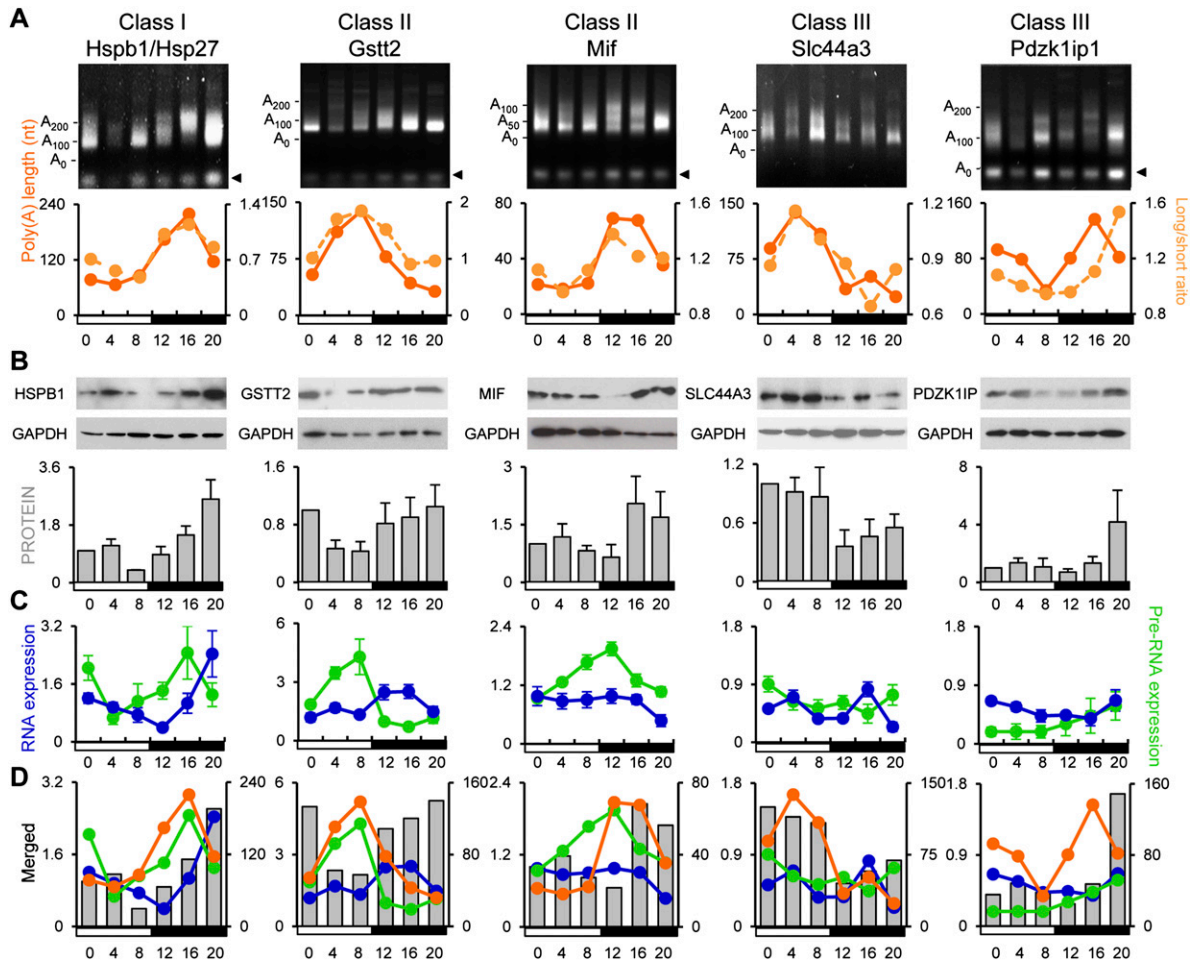 A
Class I
Hspb1/Hsp27
Class II
Gstt2
Class II
Mif
Class III
Slc44a3
Class III
Pdzk1ip1
A200
A100
A0
A200
A100
A0
A100
A50
A0
A200
A100
A0
A200
A100
A0
Poly(A) length (nt)
240
120
0
1.4
0.7
0
150
75
0
2
1
0
80
40
0
1.6
1.2
0.8
150
75
0
1.2
0.9
0.6
160
80
0
1.6
1.2
0.8
Long/short raito
0 4 8 12 16 20
0 4 8 12 16 20
0 4 8 12 16 20
0 4 8 12 16 20
0 4 8 12 16 20
B
HSPB1
GSTT2
MIF
SLC44A3
PDZK1IP
GAPDH
GAPDH
GAPDH
GAPDH
GAPDH
PROTEIN
3.6
1.8
0
1.6
0.8
0
3
1.5
0
1.2
0.6
0
8
4
0
0 4 8 12 16 20
0 4 8 12 16 20
0 4 8 12 16 20
0 4 8 12 16 20
0 4 8 12 16 20
C
RNA expression
3.2
1.6
0
6
3
0
2.4
1.2
0
1.8
0.9
0
1.8
0.9
0
Pre-RNA expression
0 4 8 12 16 20
0 4 8 12 16 20
0 4 8 12 16 20
0 4 8 12 16 20
0 4 8 12 16 20
D
Merged
3.2
1.6
0
240
120
0
6
3
0
160
80
0
2.4
1.2
0
80
40
0
1.8
0.9
0
150
75
0
1.8
0.9
0
160
80
0
0 4 8 12 16 20
0 4 8 12 16 20
0 4 8 12 16 20
0 4 8 12 16 20
0 4 8 12 16 20